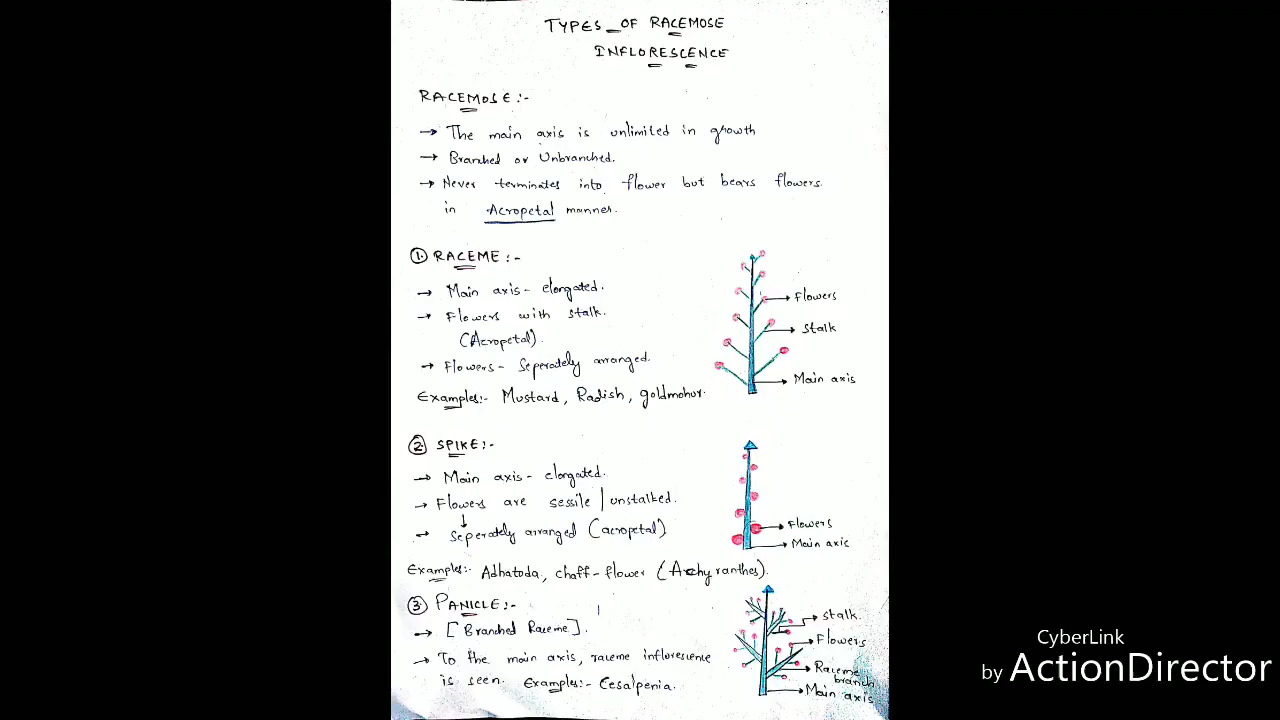 TYPES OF RACEMOSE
INFLORESCENCE
RACEMOSE :-
→ The main axis is unlimited in growth
→ Branched or Unbranched.
→ Never terminates into flower but bears flowers
in Acropetal manner.
① RACEME :-
→ Main axis - elongated.
→ Flowers with stalk.
(Acropetal).
→ Flowers - Seperately arranged.
Examples:- Mustard, Radish, goldmohur.
Flowers
stalk
Main axis
② SPIKE :-
→ Main axis - elongated.
→ Flowers are sessile | unstalked.
→ Seperately arranged (acropetal)
Examples:- Adhatoda, chaff-flower (Achyranthes).
Flowers
Main axis
③ PANICLE :-
→ [Branched Raceme].
→ To the main axis, raceme inflorescence
is seen. Examples:- Cesalpenia.
stalk.
Flowers
Raceme
branch
Main axis
CyberLink
by ActionDirector